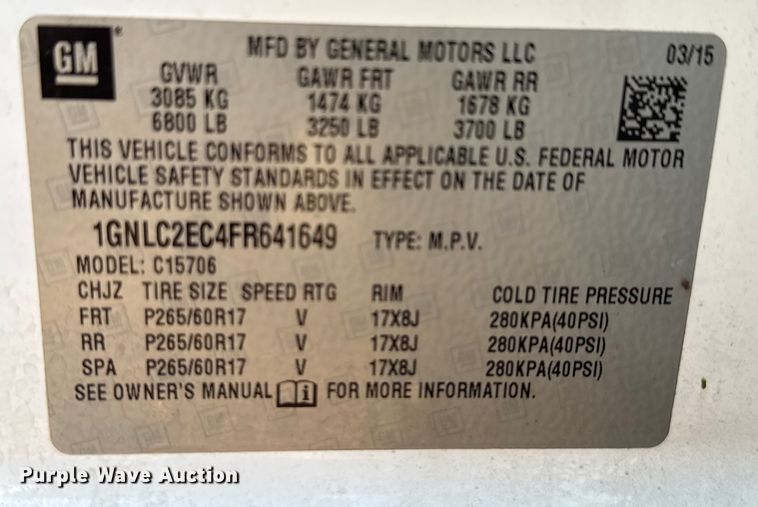 GM ® MFD BY GENERAL MOTORS LLC 03/15
GVWR GAWR FRT GAWR RR
3085 KG 1474 KG 1678 KG
6800 LB 3250 LB 3700 LB
THIS VEHICLE CONFORMS TO ALL APPLICABLE U.S. FEDERAL MOTOR
VEHICLE SAFETY STANDARDS IN EFFECT ON THE DATE OF
MANUFACTURE SHOWN ABOVE.
1GNLC2EC4FR641649 TYPE: M.P.V.
MODEL: C15706
CHJZ TIRE SIZE SPEED RTG RIM COLD TIRE PRESSURE
FRT P265/60R17 V 17X8J 280KPA(40PSI)
RR P265/60R17 V 17X8J 280KPA(40PSI)
SPA P265/60R17 V 17X8J 280KPA(40PSI)
SEE OWNER'S MANUAL i FOR MORE INFORMATION.
Purple Wave Auction